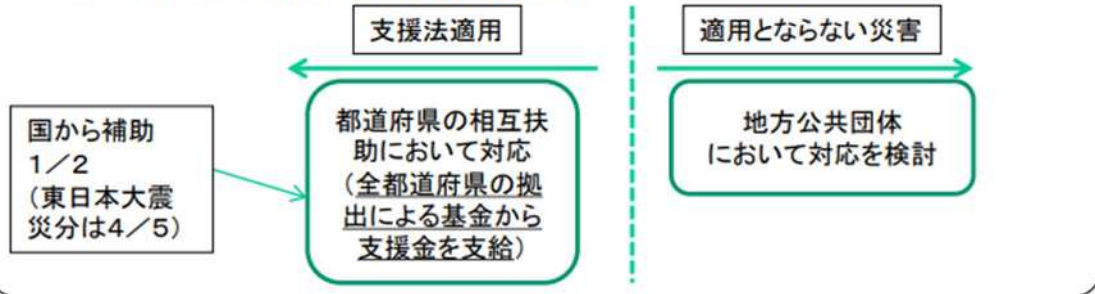 支援法適用
適用とならない災害
国から補助
1/2
(東日本大震
災分は4/5)
都道府県の相互扶
助において対応
(全都道府県の拠
出による基金から
支援金を支給)
地方公共団体
において対応を検討